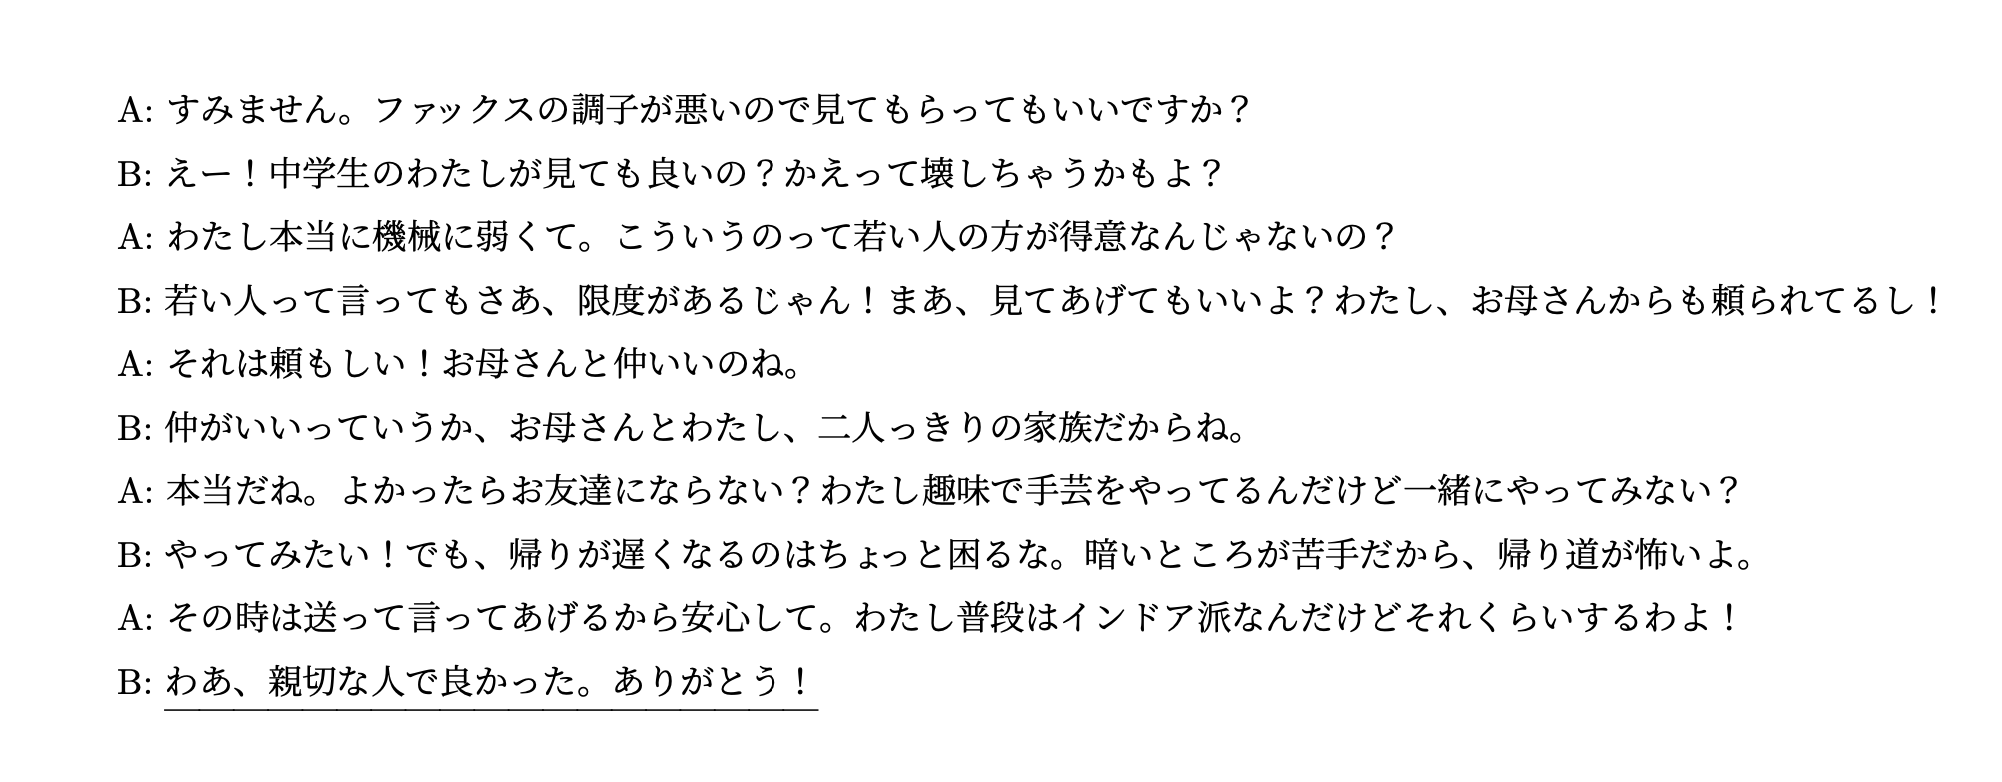 A: すみません。ファックスの調子が悪いので見てもらってもいいですか？
B: えー！中学生のわたしが見ても良いの？かえって壊しちゃうかもよ？
A: わたし本当に機械に弱くて。こういうのって若い人の方が得意なんじゃないの？
B: 若い人って言ってもさあ、限度があるじゃん！まあ、見てあげてもいいよ？わたし、お母さんからも頼られてるし！
A: それは頼もしい！お母さんと仲いいのね。
B: 仲がいいっていうか、お母さんとわたし、二人っきりの家族だからね。
A: 本当だね。よかったらお友達にならない？わたし趣味で手芸をやってるんだけど一緒にやってみない？
B: やってみたい！でも、帰りが遅くなるのはちょっと困るな。暗いところが苦手だから、帰り道が怖いよ。
A: その時は送って言ってあげるから安心して。わたし普段はインドア派なんだけどそれくらいするわよ！
B: わあ、親切な人で良かった。ありがとう！